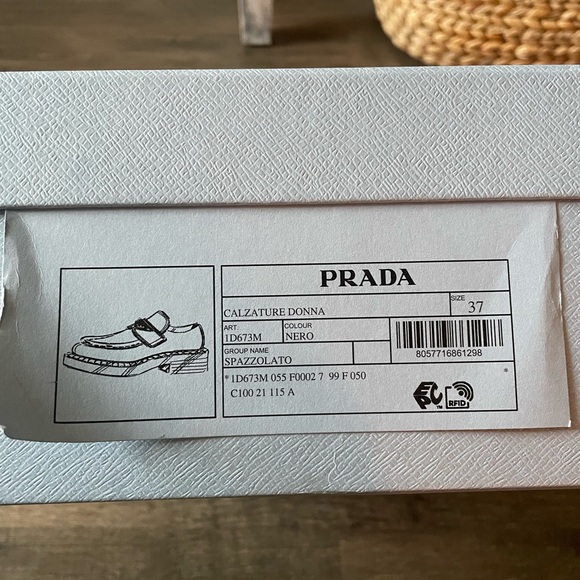 PRADA
CALZATURE DONNA
SIZE
37
ART.
1D673M
COLOUR
NERO
GROUP NAME
SPAZZOLATO
8057716861298
*1D673M 055 F0002 7 99 F 050
*
C100 21 115 A
EPC™
RFID